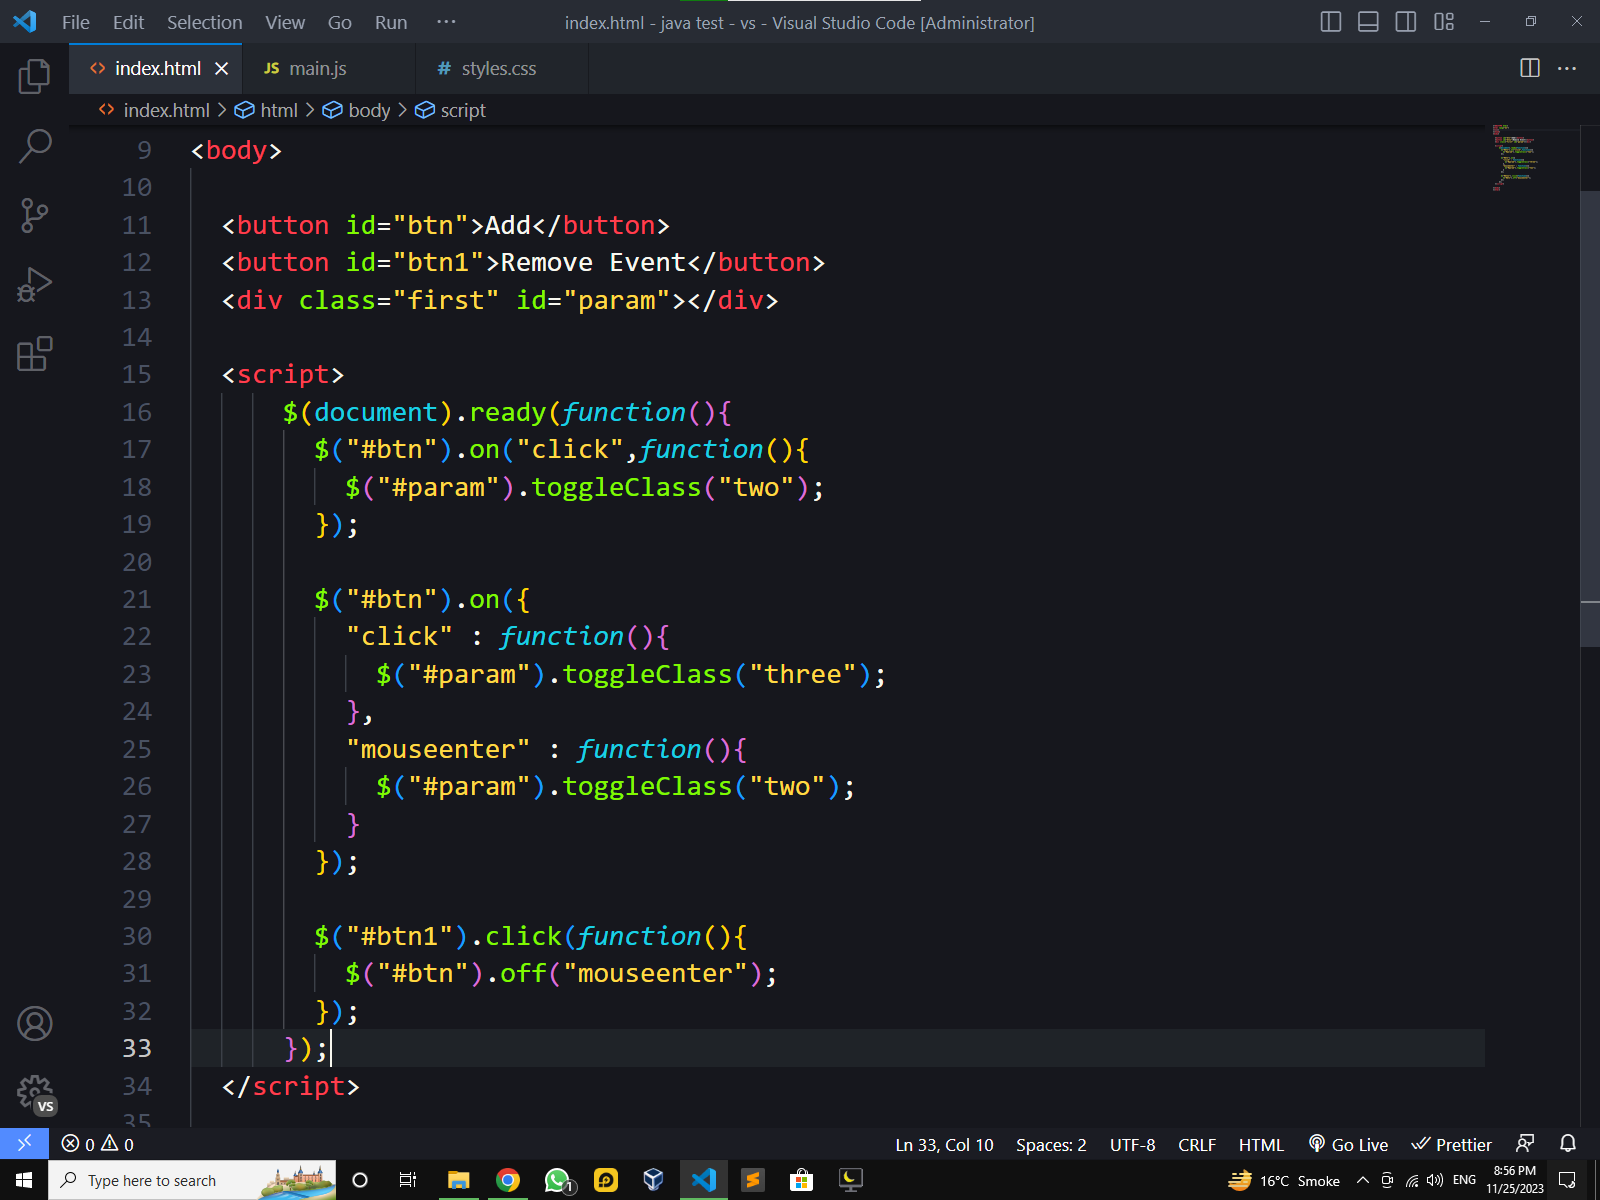 File Edit Selection View Go Run ··· index.html - java test - vs - Visual Studio Code [Administrator]
index.html JS main.js # styles.css
index.html > html > body > script
9 <body>
10
11 <button id="btn">Add</button>
12 <button id="btn1">Remove Event</button>
13 <div class="first" id="param"></div>
14
15 <script>
16 $(document).ready(function(){
17 $("#btn").on("click",function(){
18 $("#param").toggleClass("two");
19 });
20
21 $("#btn").on({
22 "click" : function(){
23 $("#param").toggleClass("three");
24 },
25 "mouseenter" : function(){
26 $("#param").toggleClass("two");
27 }
28 });
29
30 $("#btn1").click(function(){
31 $("#btn").off("mouseenter");
32 });
33 });
34 </script>
35
VS
0 0 Ln 33, Col 10 Spaces: 2 UTF-8 CRLF HTML Go Live Prettier
Type here to search 1 16°C Smoke ENG 8:56 PM
11/25/2023